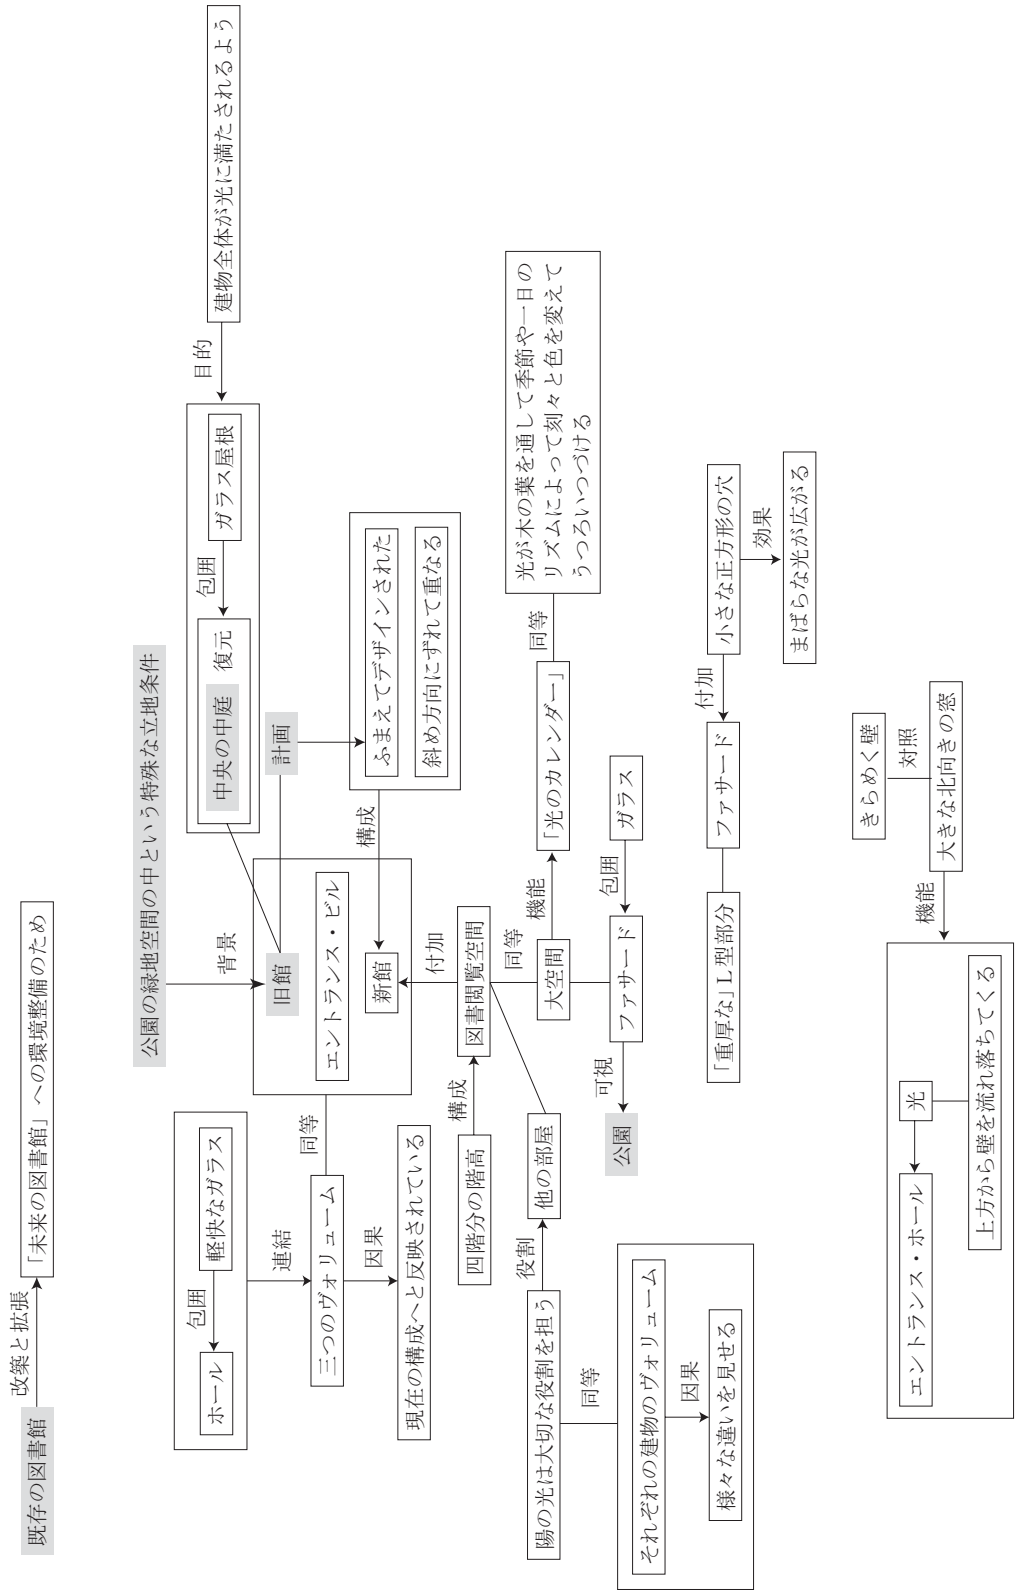 既存の図書館
改築と拡張
「未来の図書館」への環境整備のため
公園の緑地空間の中という特殊な立地条件
背景
ホール
包囲
軽快なガラス
連結
三つのヴォリューム
同等
因果
現在の構成へと反映されている
旧館
エントランス・ビル
新館
中央の中庭
復元
包囲
ガラス屋根
目的
建物全体が光に満たされるよう
計画
ふまえてデザインされた
斜め方向にずれて重なる
構成
付加
四階分の階高
構成
図書閲覧空間
同等
陽の光は大切な役割を担う
役割
他の部屋
大空間
機能
「光のカレンダー」
同等
光が木の葉を通して季節や一日の
リズムによって刻々と色を変えて
うつろいつづける
同等
それぞれの建物のヴォリューム
因果
様々な違いを見せる
公園
可視
ファサード
包囲
ガラス
「重厚な」L型部分
ファサード
付加
小さな正方形の穴
効果
まばらな光が広がる
エントランス・ホール
光
上方から壁を流れ落ちてくる
機能
大きな北向きの窓
対照
きらめく壁